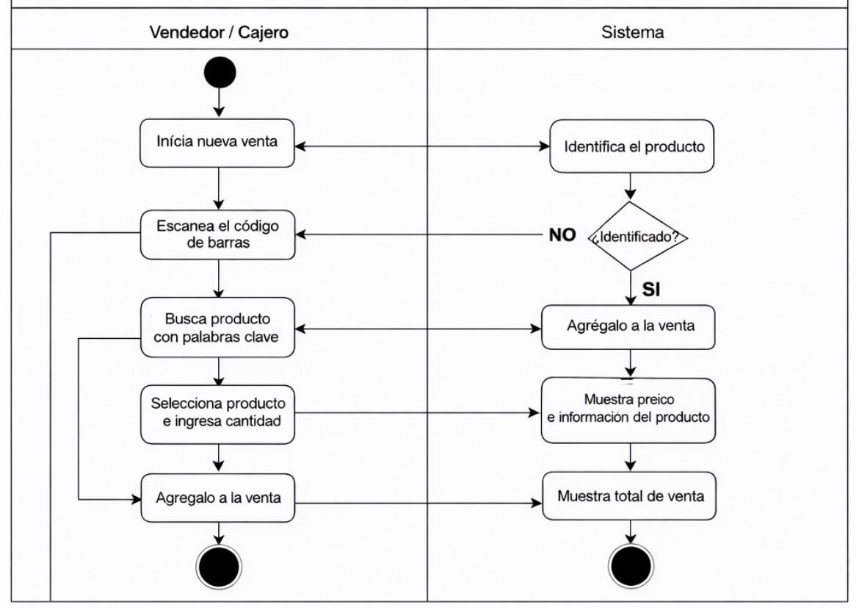 Vendedor / Cajero
Sistema
Inícia nueva venta
Identifica el producto
Escanea el código
de barras
NO
¿Identificado?
SI
Busca producto
con palabras clave
Agrégalo a la venta
Selecciona producto
e ingresa cantidad
Muestra preico
e información del producto
Agregalo a la venta
Muestra total de venta